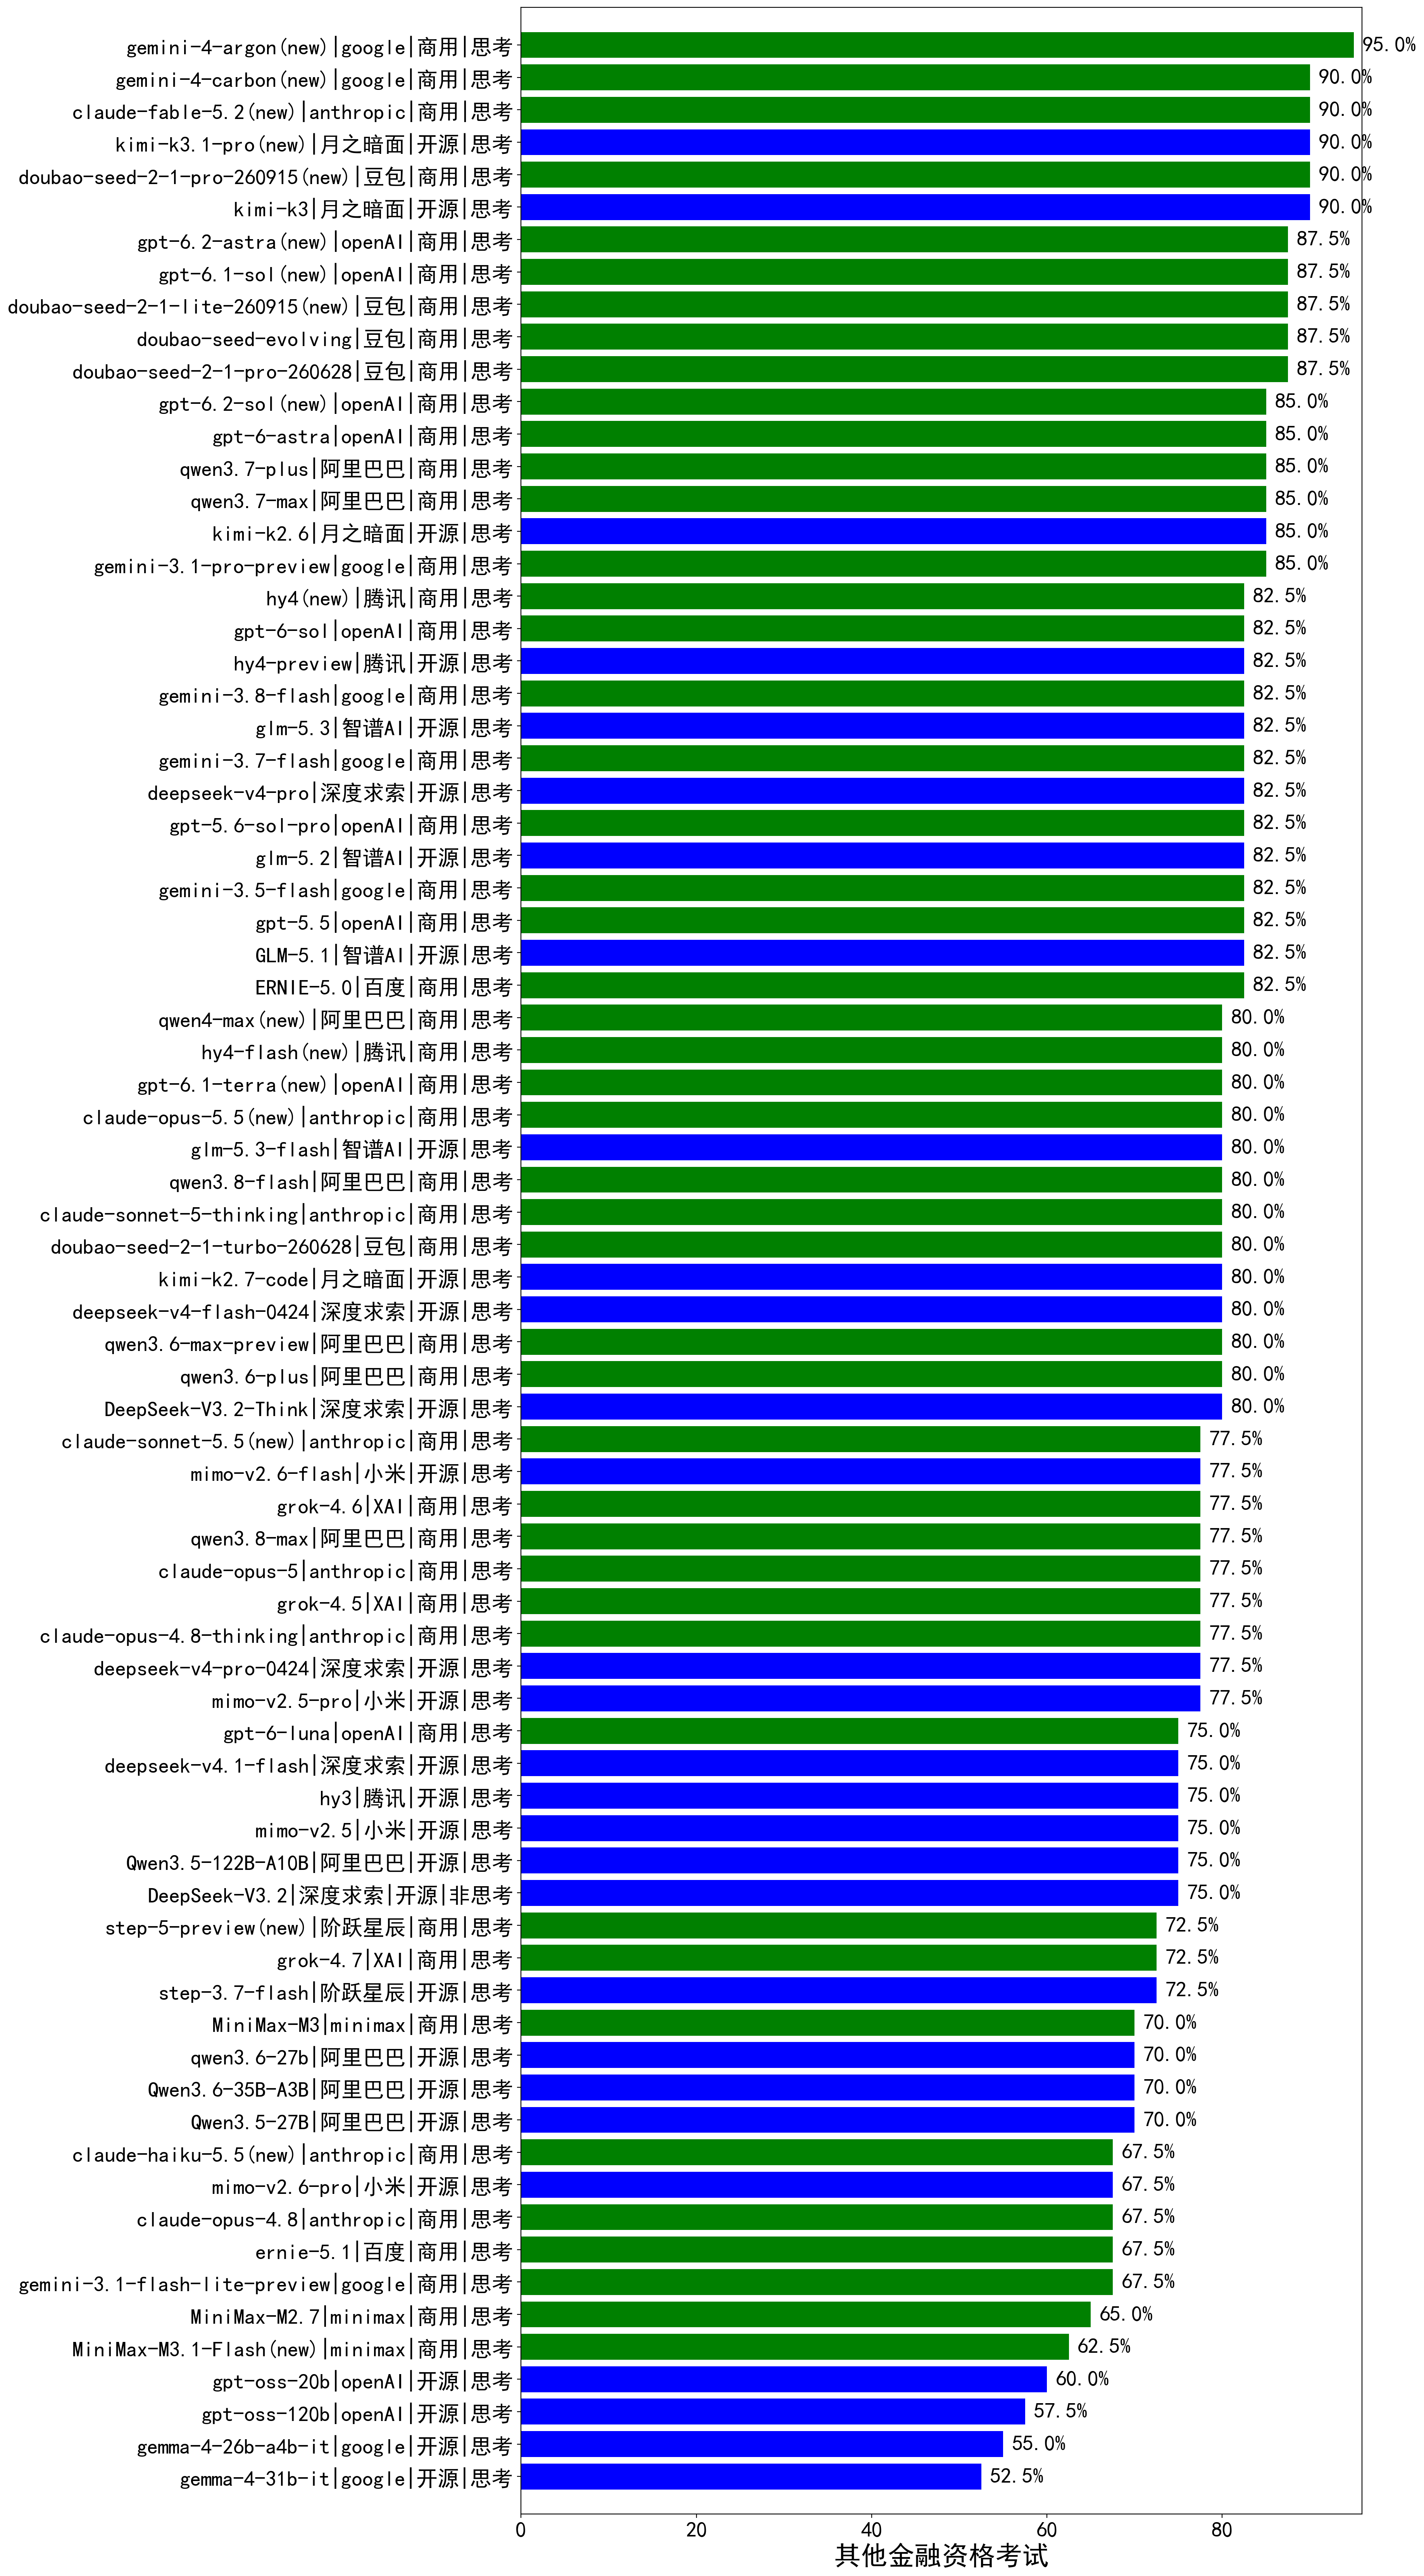 gemini-4-argon(new)|google|商用|思考 95.0%
gemini-4-carbon(new)|google|商用|思考 90.0%
claude-fable-5.2(new)|anthropic|商用|思考 90.0%
kimi-k3.1-pro(new)|月之暗面|开源|思考 90.0%
doubao-seed-2-1-pro-260915(new)|豆包|商用|思考 90.0%
kimi-k3|月之暗面|开源|思考 90.0%
gpt-6.2-astra(new)|openAI|商用|思考 87.5%
gpt-6.1-sol(new)|openAI|商用|思考 87.5%
doubao-seed-2-1-lite-260915(new)|豆包|商用|思考 87.5%
doubao-seed-evolving|豆包|商用|思考 87.5%
doubao-seed-2-1-pro-260628|豆包|商用|思考 87.5%
gpt-6.2-sol(new)|openAI|商用|思考 85.0%
gpt-6-astra|openAI|商用|思考 85.0%
qwen3.7-plus|阿里巴巴|商用|思考 85.0%
qwen3.7-max|阿里巴巴|商用|思考 85.0%
kimi-k2.6|月之暗面|开源|思考 85.0%
gemini-3.1-pro-preview|google|商用|思考 85.0%
hy4(new)|腾讯|商用|思考 82.5%
gpt-6-sol|openAI|商用|思考 82.5%
hy4-preview|腾讯|开源|思考 82.5%
gemini-3.8-flash|google|商用|思考 82.5%
glm-5.3|智谱AI|开源|思考 82.5%
gemini-3.7-flash|google|商用|思考 82.5%
deepseek-v4-pro|深度求索|开源|思考 82.5%
gpt-5.6-sol-pro|openAI|商用|思考 82.5%
glm-5.2|智谱AI|开源|思考 82.5%
gemini-3.5-flash|google|商用|思考 82.5%
gpt-5.5|openAI|商用|思考 82.5%
GLM-5.1|智谱AI|开源|思考 82.5%
ERNIE-5.0|百度|商用|思考 82.5%
qwen4-max(new)|阿里巴巴|商用|思考 80.0%
hy4-flash(new)|腾讯|商用|思考 80.0%
gpt-6.1-terra(new)|openAI|商用|思考 80.0%
claude-opus-5.5(new)|anthropic|商用|思考 80.0%
glm-5.3-flash|智谱AI|开源|思考 80.0%
qwen3.8-flash|阿里巴巴|商用|思考 80.0%
claude-sonnet-5-thinking|anthropic|商用|思考 80.0%
doubao-seed-2-1-turbo-260628|豆包|商用|思考 80.0%
kimi-k2.7-code|月之暗面|开源|思考 80.0%
deepseek-v4-flash-0424|深度求索|开源|思考 80.0%
qwen3.6-max-preview|阿里巴巴|商用|思考 80.0%
qwen3.6-plus|阿里巴巴|商用|思考 80.0%
DeepSeek-V3.2-Think|深度求索|开源|思考 80.0%
claude-sonnet-5.5(new)|anthropic|商用|思考 77.5%
mimo-v2.6-flash|小米|开源|思考 77.5%
grok-4.6|XAI|商用|思考 77.5%
qwen3.8-max|阿里巴巴|商用|思考 77.5%
claude-opus-5|anthropic|商用|思考 77.5%
grok-4.5|XAI|商用|思考 77.5%
claude-opus-4.8-thinking|anthropic|商用|思考 77.5%
deepseek-v4-pro-0424|深度求索|开源|思考 77.5%
mimo-v2.5-pro|小米|开源|思考 77.5%
gpt-6-luna|openAI|商用|思考 75.0%
deepseek-v4.1-flash|深度求索|开源|思考 75.0%
hy3|腾讯|开源|思考 75.0%
mimo-v2.5|小米|开源|思考 75.0%
Qwen3.5-122B-A10B|阿里巴巴|开源|思考 75.0%
DeepSeek-V3.2|深度求索|开源|非思考 75.0%
step-5-preview(new)|阶跃星辰|商用|思考 72.5%
grok-4.7|XAI|商用|思考 72.5%
step-3.7-flash|阶跃星辰|开源|思考 72.5%
MiniMax-M3|minimax|商用|思考 70.0%
qwen3.6-27b|阿里巴巴|开源|思考 70.0%
Qwen3.6-35B-A3B|阿里巴巴|开源|思考 70.0%
Qwen3.5-27B|阿里巴巴|开源|思考 70.0%
claude-haiku-5.5(new)|anthropic|商用|思考 67.5%
mimo-v2.6-pro|小米|开源|思考 67.5%
claude-opus-4.8|anthropic|商用|思考 67.5%
ernie-5.1|百度|商用|思考 67.5%
gemini-3.1-flash-lite-preview|google|商用|思考 67.5%
MiniMax-M2.7|minimax|商用|思考 65.0%
MiniMax-M3.1-Flash(new)|minimax|商用|思考 62.5%
gpt-oss-20b|openAI|开源|思考 60.0%
gpt-oss-120b|openAI|开源|思考 57.5%
gemma-4-26b-a4b-it|google|开源|思考 55.0%
gemma-4-31b-it|google|开源|思考 52.5%
0 20 40 60 80
其他金融资格考试